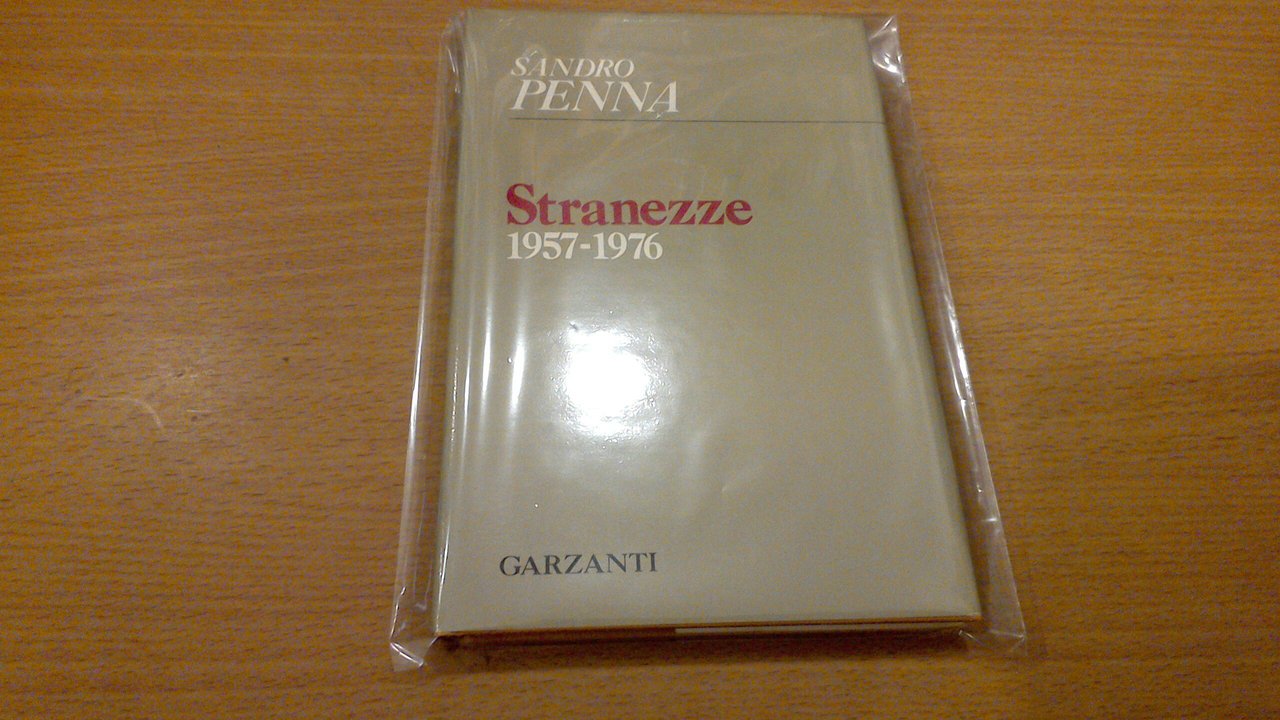 SANDRO
PENNA
Stranezze
1957-1976
GARZANTI